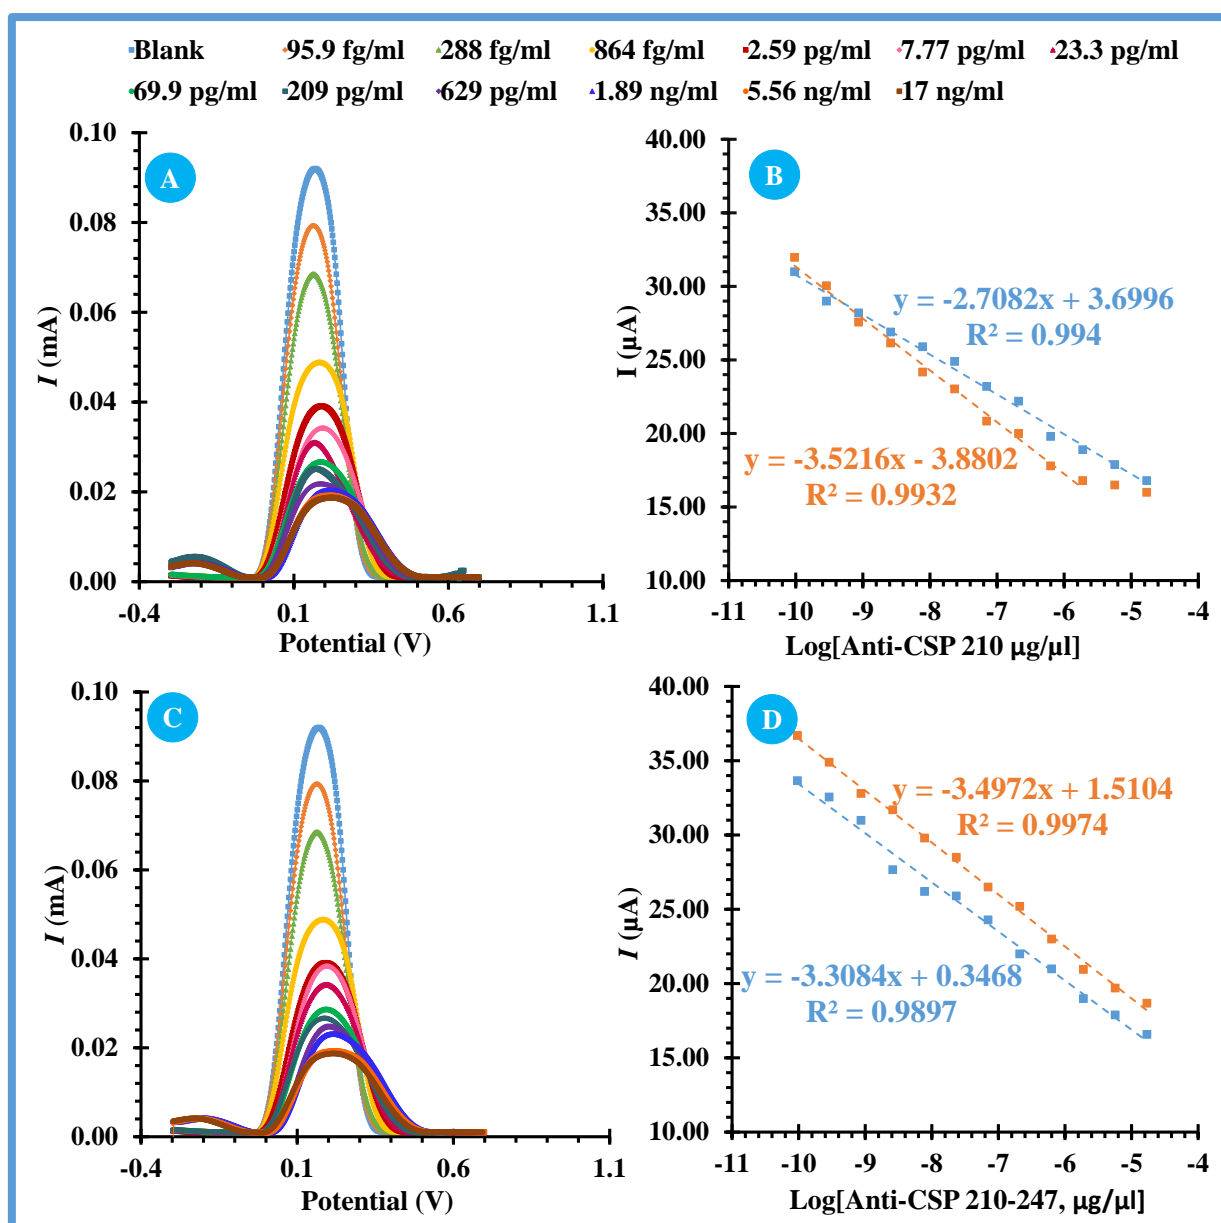 Blank 95.9 fg/ml 288 fg/ml 864 fg/ml 2.59 pg/ml 7.77 pg/ml 23.3 pg/ml
69.9 pg/ml 209 pg/ml 629 pg/ml 1.89 ng/ml 5.56 ng/ml 17 ng/ml
A
0.10
0.08
0.06
0.04
0.02
0.00
I (mA)
-0.4 0.1 0.6 1.1
Potential (V)
B
40.00
35.00
30.00
25.00
20.00
15.00
10.00
I (µA)
y = -2.7082x + 3.6996
R² = 0.994
y = -3.5216x - 3.8802
R² = 0.9932
-11 -10 -9 -8 -7 -6 -5 -4
Log[Anti-CSP 210 µg/µl]
C
0.10
0.08
0.06
0.04
0.02
0.00
I (mA)
-0.4 0.1 0.6 1.1
Potential (V)
D
40.00
35.00
30.00
25.00
20.00
15.00
10.00
I (µA)
y = -3.4972x + 1.5104
R² = 0.9974
y = -3.3084x + 0.3468
R² = 0.9897
-11 -10 -9 -8 -7 -6 -5 -4
Log[Anti-CSP 210-247, µg/µl]